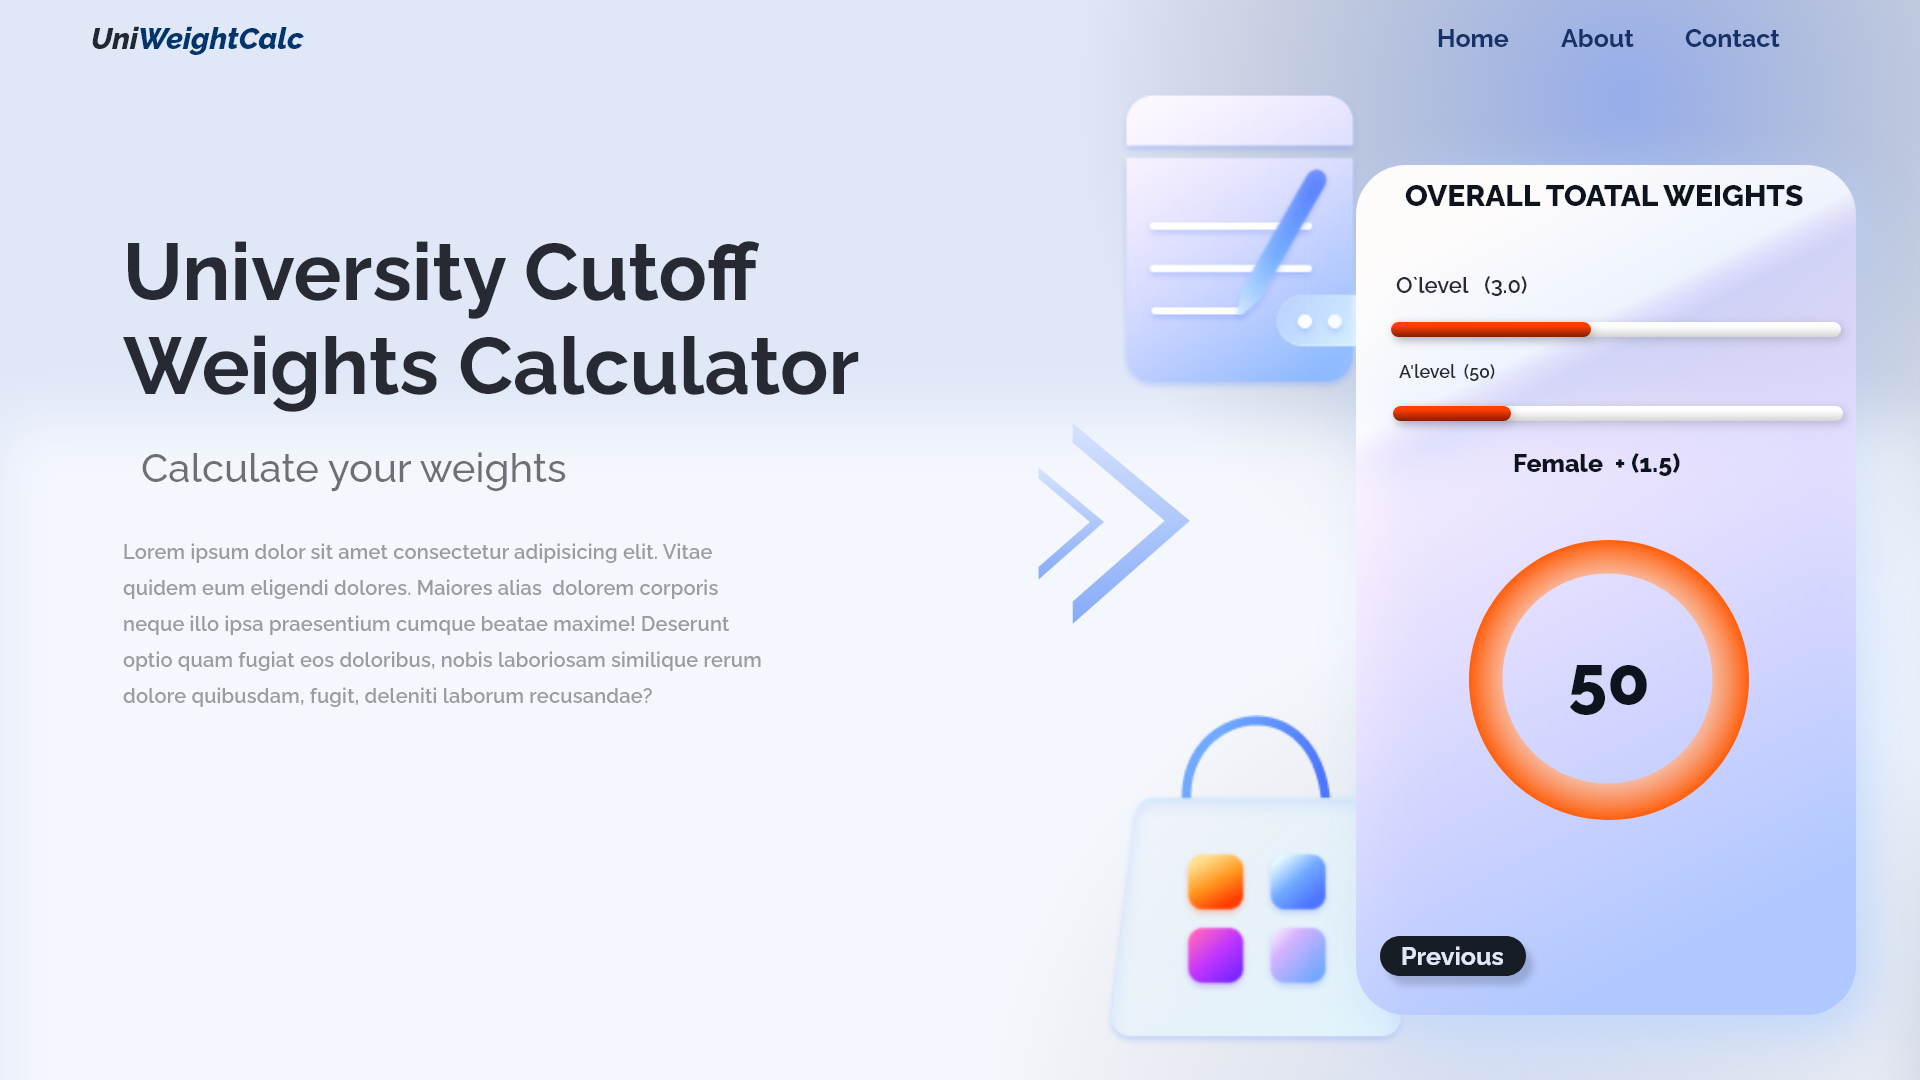 UniWeightCalc
Home About Contact
University Cutoff
Weights Calculator
Calculate your weights
Lorem ipsum dolor sit amet consectetur adipisicing elit. Vitae
quidem eum eligendi dolores. Maiores alias dolorem corporis
neque illo ipsa praesentium cumque beatae maxime! Deserunt
optio quam fugiat eos doloribus, nobis laboriosam similique rerum
dolore quibusdam, fugit, deleniti laborum recusandae?
OVERALL TOATAL WEIGHTS
O`level (3.0)
A'level (50)
Female + (1.5)
50
Previous